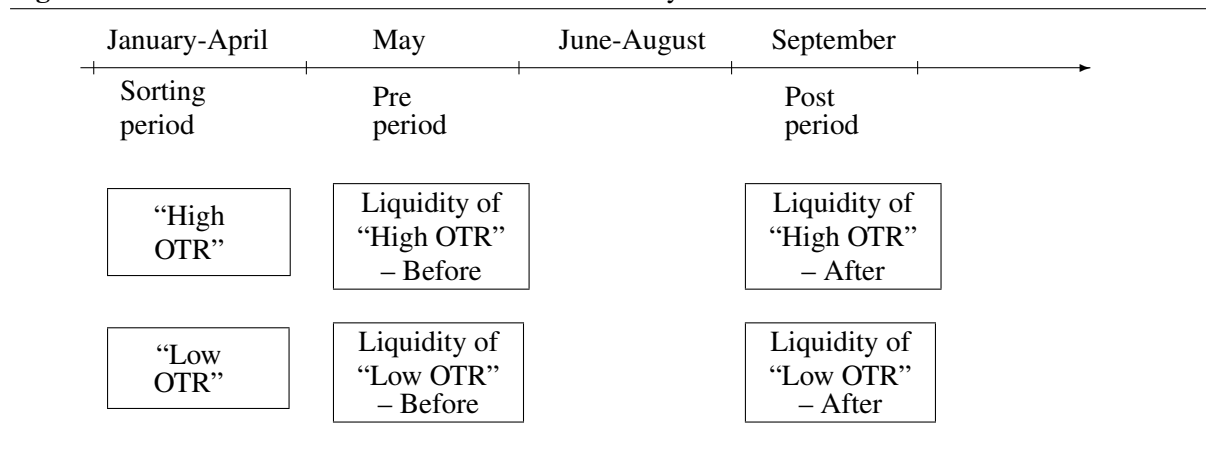 January-April May June-August September
Sorting
period
Pre
period
Post
period
“High
OTR”
Liquidity of
“High OTR”
– Before
Liquidity of
“High OTR”
– After
“Low
OTR”
Liquidity of
“Low OTR”
– Before
Liquidity of
“Low OTR”
– After